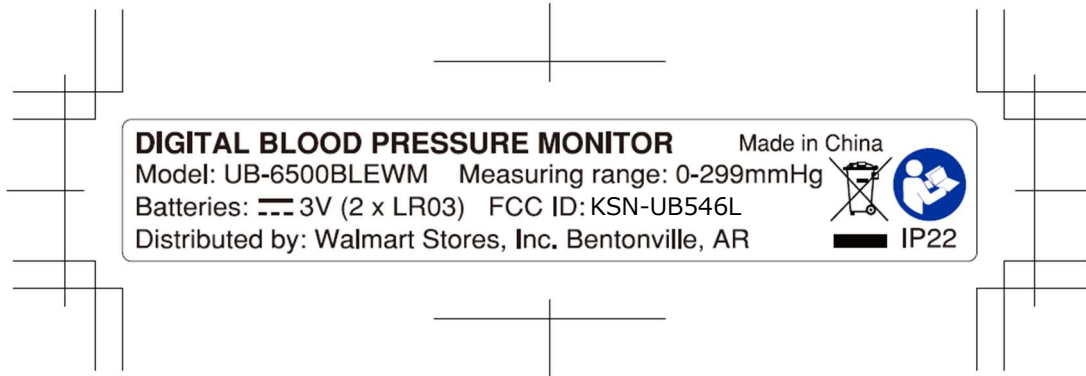 DIGITAL BLOOD PRESSURE MONITOR Made in China
Model: UB-6500BLEWM Measuring range: 0-299mmHg
Batteries: ⎓ 3V (2 x LR03) FCC ID: KSN-UB546L
Distributed by: Walmart Stores, Inc. Bentonville, AR IP22